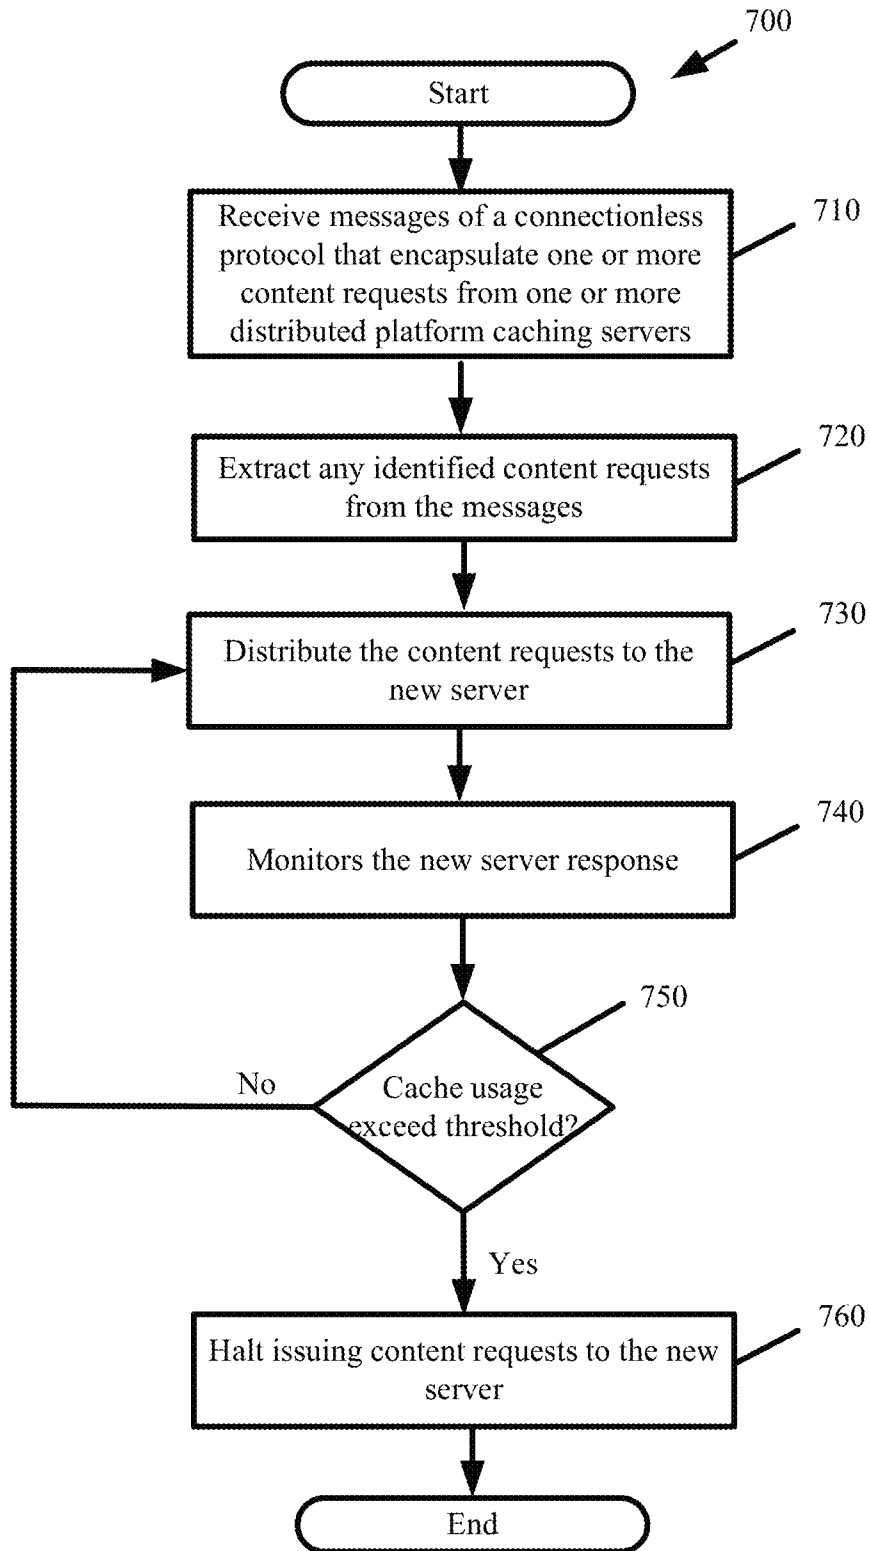 700
Start
Receive messages of a connectionless
protocol that encapsulate one or more
content requests from one or more
distributed platform caching servers
710
Extract any identified content requests
from the messages
720
Distribute the content requests to the
new server
730
Monitors the new server response
740
750
Cache usage
exceed threshold?
No
Yes
Halt issuing content requests to the new
server
760
End